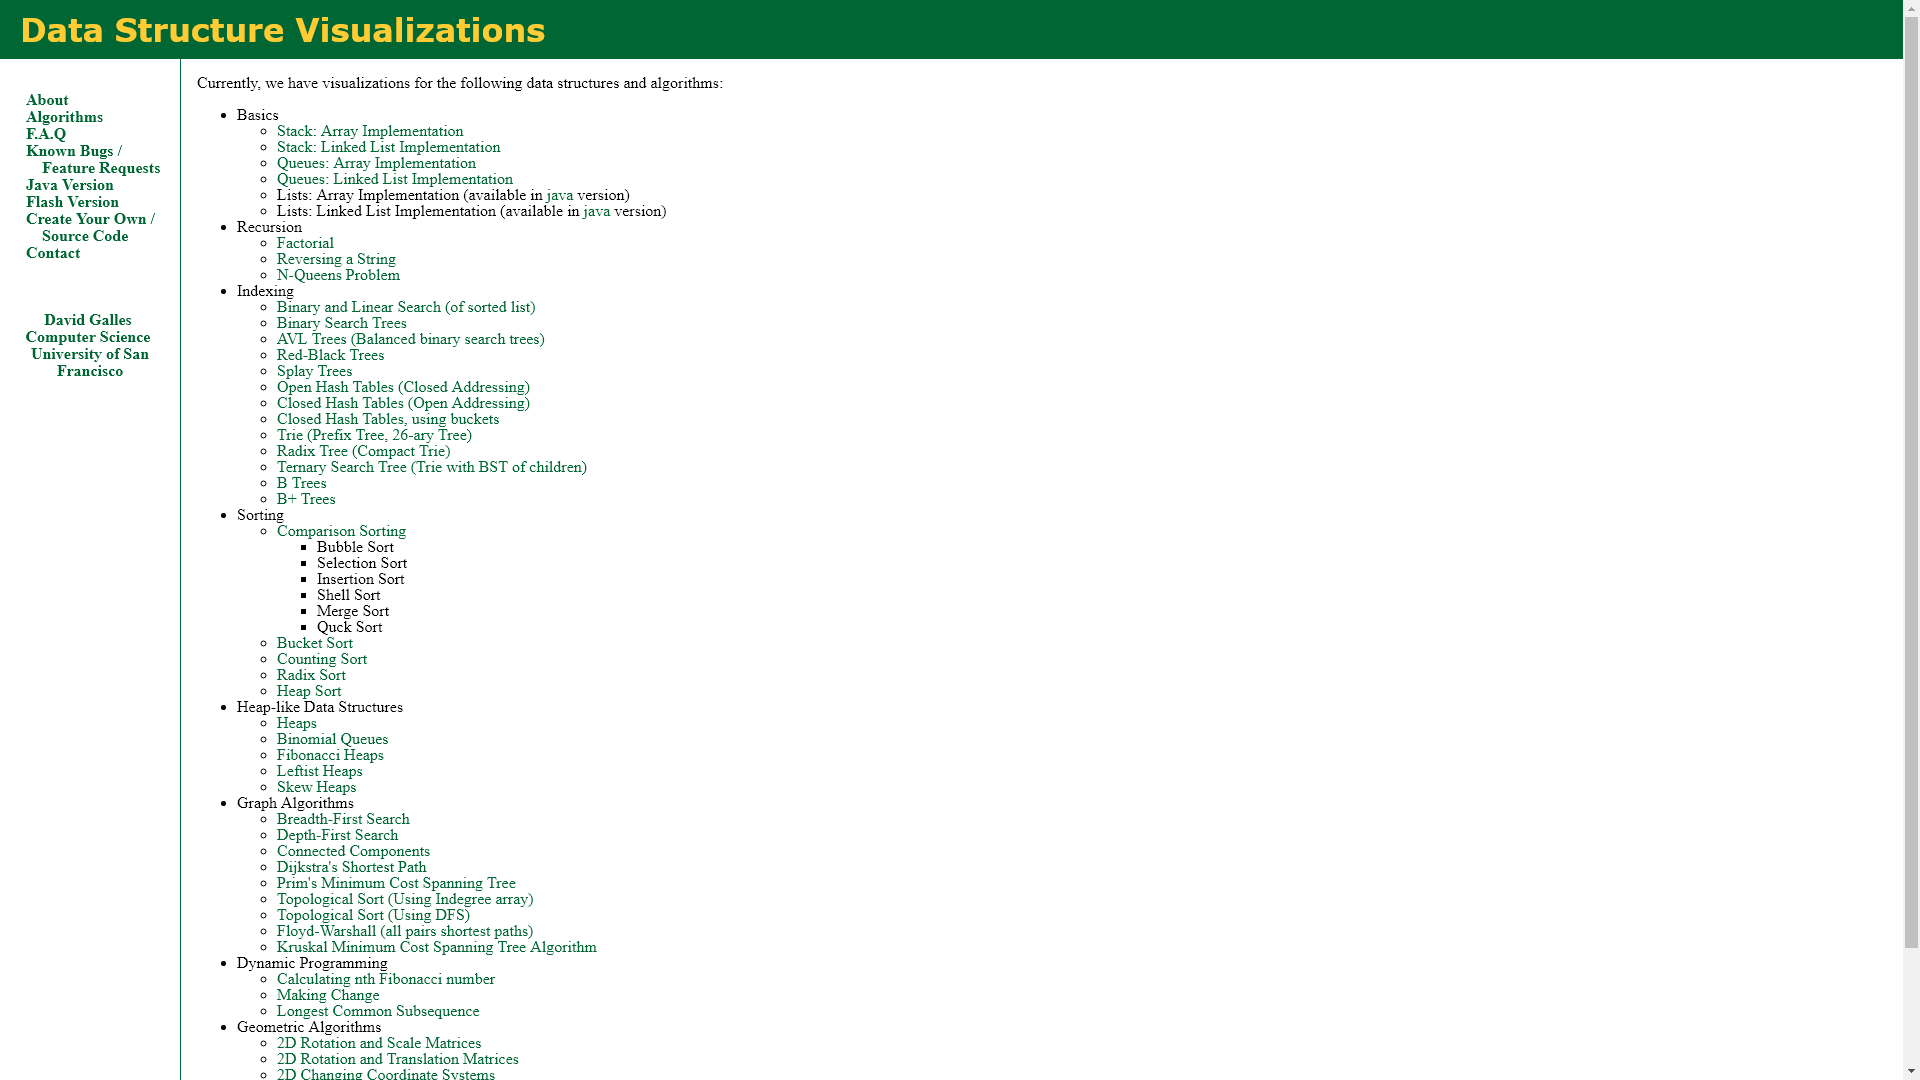 Data Structure Visualizations
About
Algorithms
F.A.Q
Known Bugs /
Feature Requests
Java Version
Flash Version
Create Your Own /
Source Code
Contact
David Galles
Computer Science
University of San
Francisco
Currently, we have visualizations for the following data structures and algorithms:
Basics
Stack: Array Implementation
Stack: Linked List Implementation
Queues: Array Implementation
Queues: Linked List Implementation
Lists: Array Implementation (available in java version)
Lists: Linked List Implementation (available in java version)
Recursion
Factorial
Reversing a String
N-Queens Problem
Indexing
Binary and Linear Search (of sorted list)
Binary Search Trees
AVL Trees (Balanced binary search trees)
Red-Black Trees
Splay Trees
Open Hash Tables (Closed Addressing)
Closed Hash Tables (Open Addressing)
Closed Hash Tables, using buckets
Trie (Prefix Tree, 26-ary Tree)
Radix Tree (Compact Trie)
Ternary Search Tree (Trie with BST of children)
B Trees
B+ Trees
Sorting
Comparison Sorting
Bubble Sort
Selection Sort
Insertion Sort
Shell Sort
Merge Sort
Quck Sort
Bucket Sort
Counting Sort
Radix Sort
Heap Sort
Heap-like Data Structures
Heaps
Binomial Queues
Fibonacci Heaps
Leftist Heaps
Skew Heaps
Graph Algorithms
Breadth-First Search
Depth-First Search
Connected Components
Dijkstra's Shortest Path
Prim's Minimum Cost Spanning Tree
Topological Sort (Using Indegree array)
Topological Sort (Using DFS)
Floyd-Warshall (all pairs shortest paths)
Kruskal Minimum Cost Spanning Tree Algorithm
Dynamic Programming
Calculating nth Fibonacci number
Making Change
Longest Common Subsequence
Geometric Algorithms
2D Rotation and Scale Matrices
2D Rotation and Translation Matrices
2D Changing Coordinate Systems